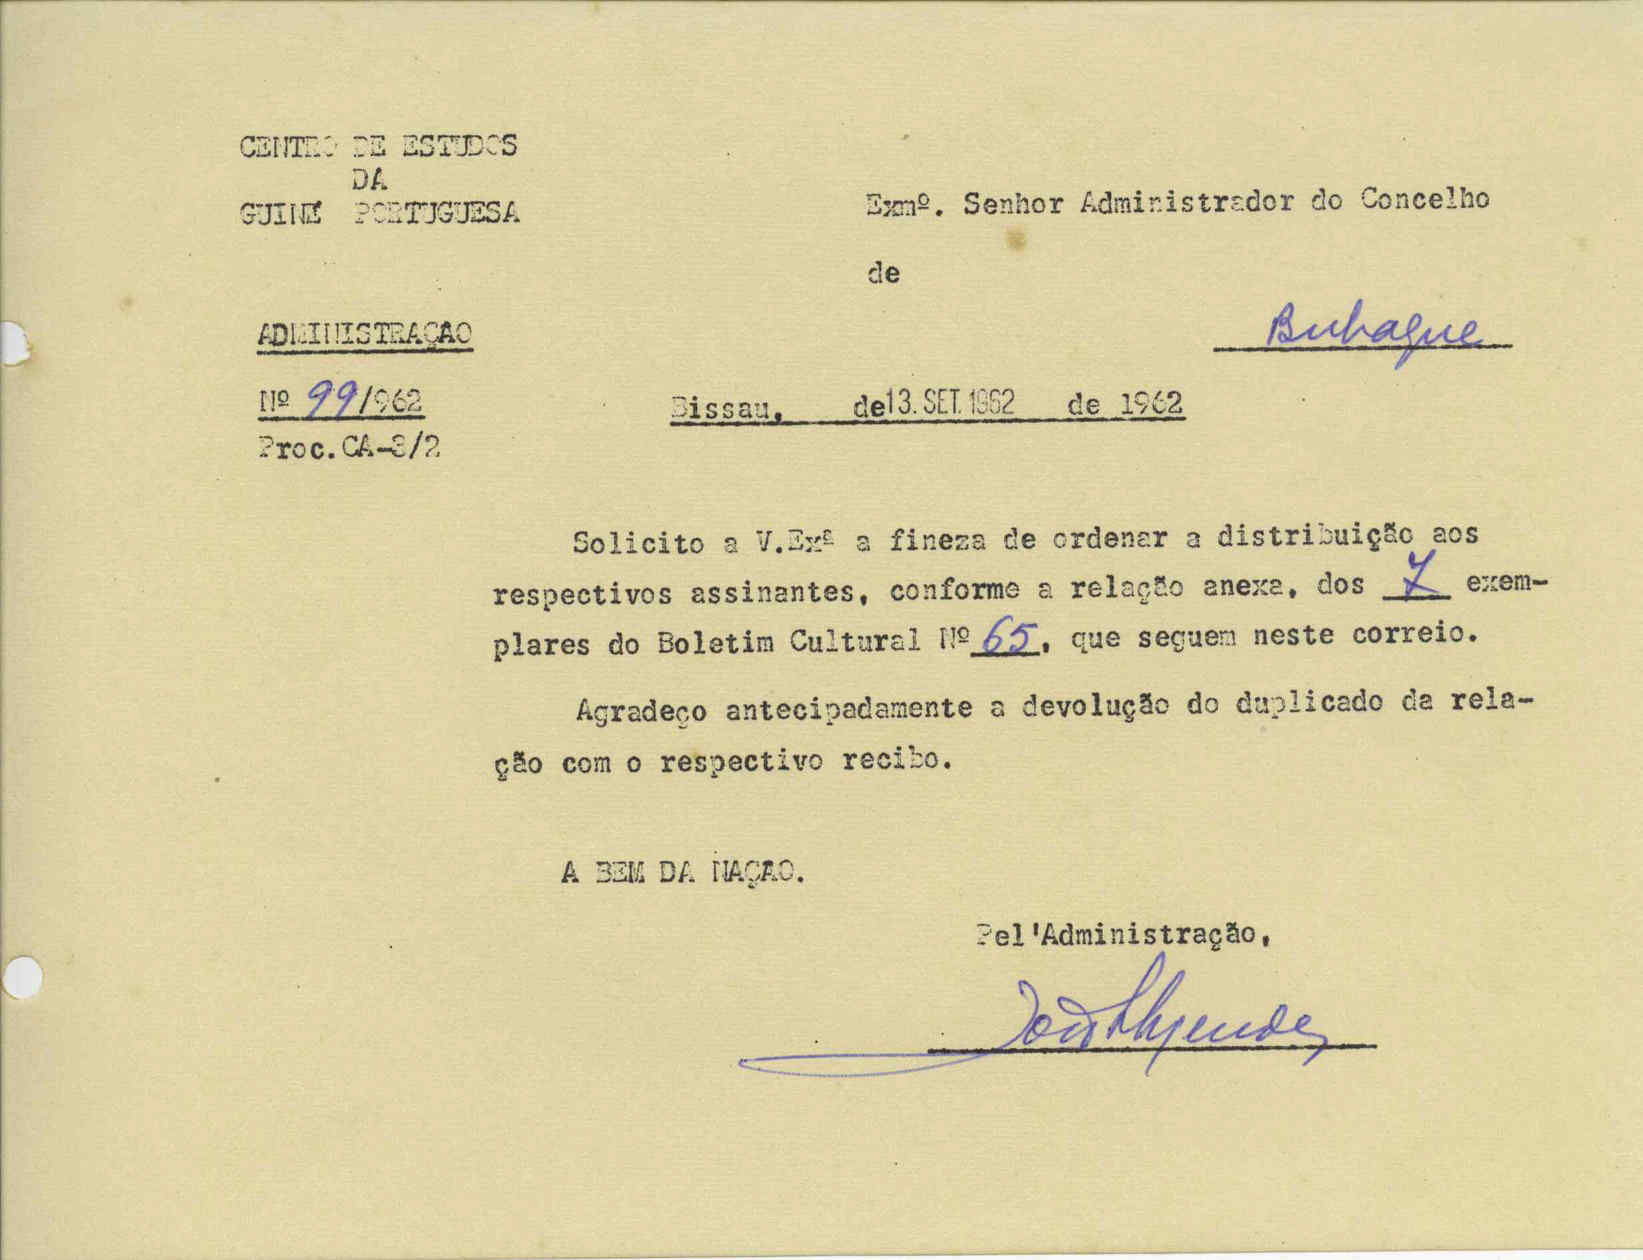 CENTRO DE ESTUDOS
DA
GUINÉ PORTUGUESA
Exmº. Senhor Administrador do Concelho
de
Bubaque
ADMINISTRAÇÃO
Nº 99/962
Proc.CA-3/2
Bissau, de 13. SET. 1962 de 1962
Solicito a V.Exª a fineza de ordenar a distribuição aos
respectivos assinantes, conforme a relação anexa, dos 7 exem-
plares do Boletim Cultural Nº 65, que seguem neste correio.
Agradeço antecipadamente a devolução do duplicado da rela-
ção com o respectivo recibo.
A BEM DA NAÇÃO.
Pel'Administração,